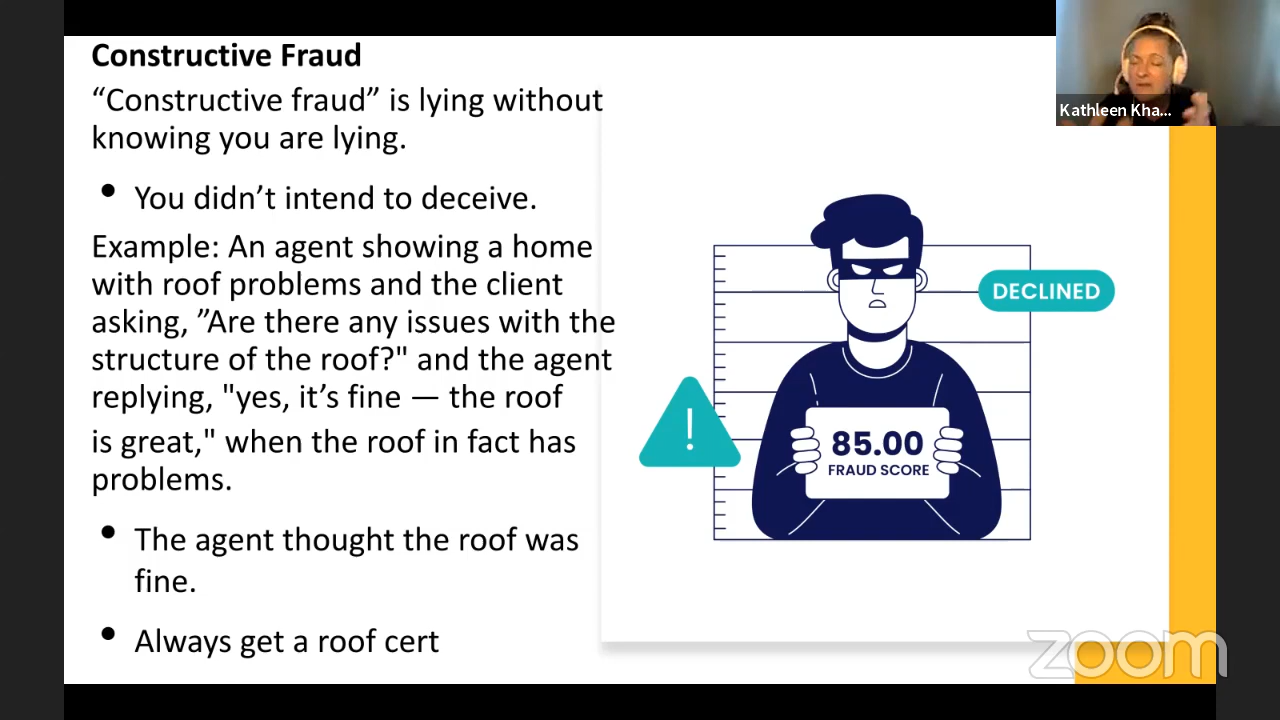 Constructive Fraud
“Constructive fraud” is lying without
knowing you are lying.
• You didn’t intend to deceive.
Example: An agent showing a home
with roof problems and the client
asking, ”Are there any issues with the
structure of the roof?" and the agent
replying, "yes, it’s fine — the roof
is great," when the roof in fact has
problems.
• The agent thought the roof was
fine.
• Always get a roof cert
DECLINED
!
85.00
FRAUD SCORE
Kathleen Kha...
zoom